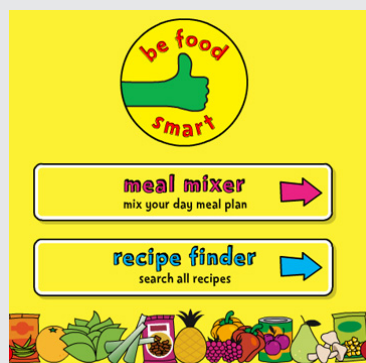 be food
smart
meal mixer
mix your day meal plan
recipe finder
search all recipes